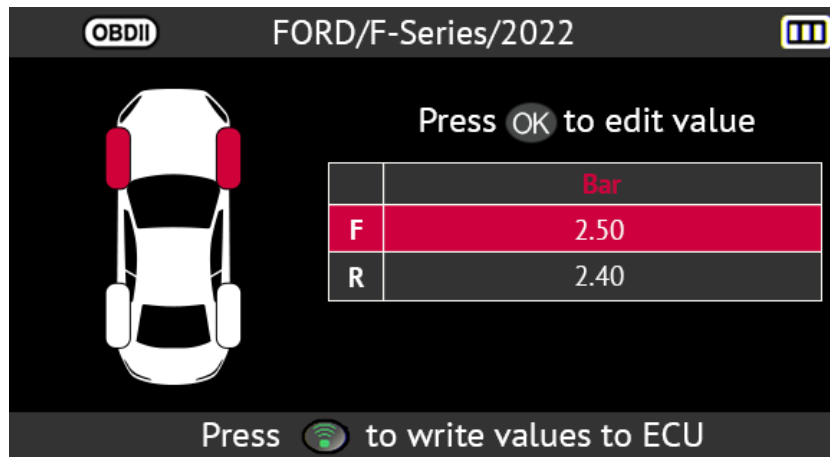 OBDII FORD/F-Series/2022
Press OK to edit value
Bar
F 2.50
R 2.40
Press to write values to ECU